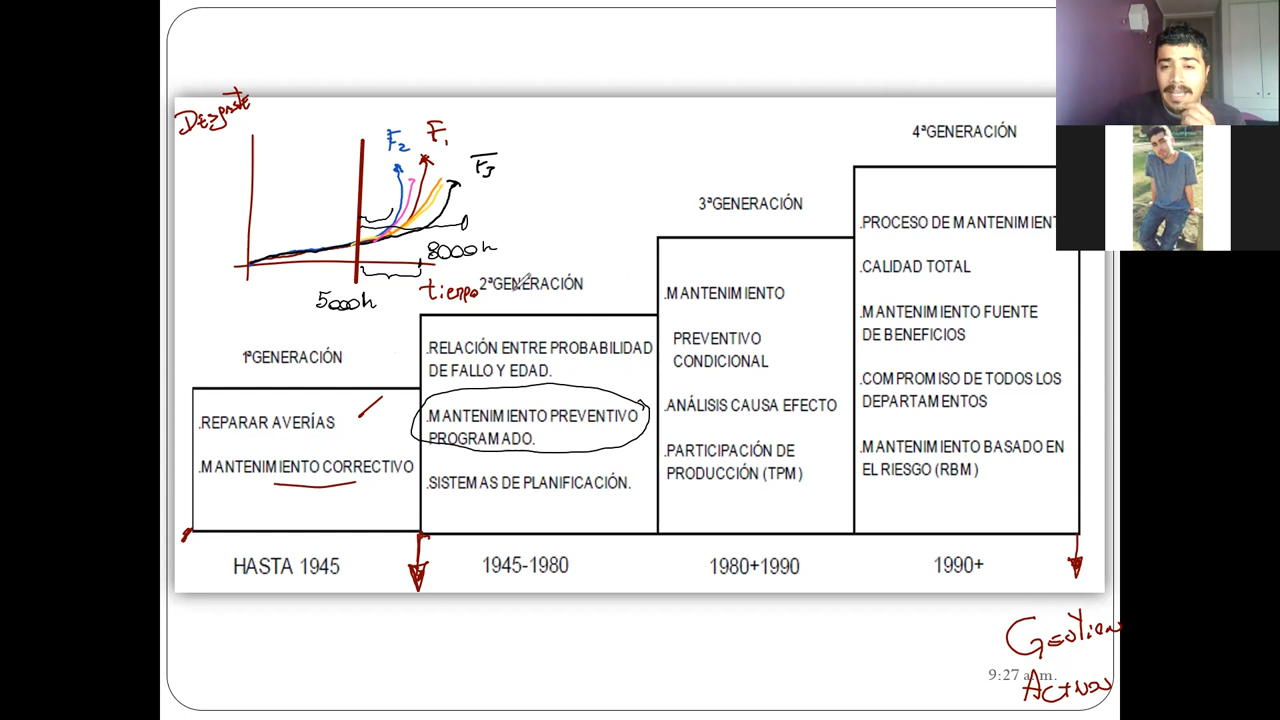 Desgaste
F2
F1
F3
8000h
5000h
tiempo
1ªGENERACIÓN
.REPARAR AVERÍAS
.MANTENIMIENTO CORRECTIVO
HASTA 1945
2ªGENERACIÓN
.RELACIÓN ENTRE PROBABILIDAD
DE FALLO Y EDAD.
.MANTENIMIENTO PREVENTIVO
PROGRAMADO.
.SISTEMAS DE PLANIFICACIÓN.
1945-1980
3ªGENERACIÓN
.MANTENIMIENTO
PREVENTIVO
CONDICIONAL
.ANÁLISIS CAUSA EFECTO
.PARTICIPACIÓN DE
PRODUCCIÓN (TPM)
1980+1990
4ªGENERACIÓN
.PROCESO DE MANTENIMIENT
.CALIDAD TOTAL
.MANTENIMIENTO FUENTE
DE BENEFICIOS
.COMPROMISO DE TODOS LOS
DEPARTAMENTOS
.MANTENIMIENTO BASADO EN
EL RIESGO (RBM)
1990+
Gestion
9:27 a. m.
Activos